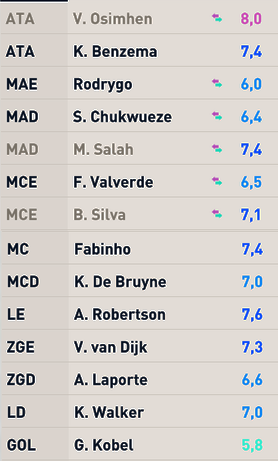 ATA V. Osimhen 8,0
ATA K. Benzema 7,4
MAE Rodrygo 6,0
MAD S. Chukwueze 6,4
MAD M. Salah 7,4
MCE F. Valverde 6,5
MCE B. Silva 7,1
MC Fabinho 7,4
MCD K. De Bruyne 7,0
LE A. Robertson 7,6
ZGE V. van Dijk 7,3
ZGD A. Laporte 6,6
LD K. Walker 7,0
GOL G. Kobel 5,8